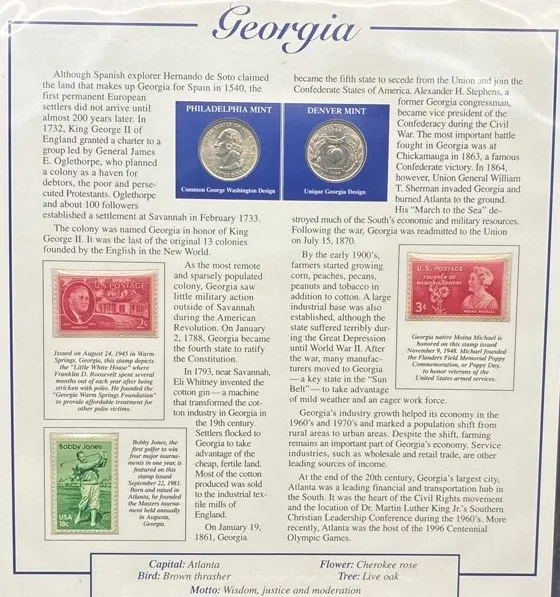 Georgia
Although Spanish explorer Hernando de Soto claimed
the land that makes up Georgia for Spain in 1540, the
first permanent European
settlers did not arrive until
almost 200 years later. In
1732, King George II of
England granted a charter to a
group led by General James
E. Oglethorpe, who planned
a colony as a haven for
debtors, the poor and perse-
cuted Protestants. Oglethorpe
and about 100 followers
established a settlement at Savannah in February 1733.
The colony was named Georgia in honor of King
George II. It was the last of the original 13 colonies
founded by the English in the New World.
PHILADELPHIA MINT
Common George Washington Design
DENVER MINT
Unique Georgia Design
U.S. POSTAGE
2¢
Issued on August 24, 1945 in Warm
Springs, Georgia, this stamp depicts
the "Little White House" where
Franklin D. Roosevelt spent several
months out of each year after being
stricken with polio. He founded the
"Georgia Warm Springs Foundation"
to provide affordable treatment for
other polio victims.
As the most remote
and sparsely populated
colony, Georgia saw
little military action
outside of Savannah
during the American
Revolution. On January
2, 1788, Georgia became
the fourth state to ratify
the Constitution.
In 1793, near Savannah,
Eli Whitney invented the
cotton gin — a machine
that transformed the cot-
ton industry in Georgia in
the 19th century.
Settlers flocked to
Georgia to take
advantage of the
cheap, fertile land.
Most of the cotton
produced was sold
to the industrial tex-
tile mills of
England.
On January 19,
1861, Georgia
Bobby Jones
USA
18c
Bobby Jones, the
first golfer to win
four major tourna-
ments in one year, is
featured on this
stamp issued
September 22, 1981.
Born and raised in
Atlanta, he founded
the Masters tourna-
ment held annually
in Augusta,
Georgia.
became the fifth state to secede from the Union and join the
Confederate States of America. Alexander H. Stephens, a
former Georgia congressman,
became vice president of the
Confederacy during the Civil
War. The most important battle
fought in Georgia was at
Chickamauga in 1863, a famous
Confederate victory. In 1864,
however, Union General William
T. Sherman invaded Georgia and
burned Atlanta to the ground.
His "March to the Sea" de-
stroyed much of the South's economic and military resources.
Following the war, Georgia was readmitted to the Union
on July 15, 1870.
By the early 1900's,
farmers started growing
corn, peaches, pecans,
peanuts and tobacco in
addition to cotton. A large
industrial base was also
established, although the
state suffered terribly dur-
ing the Great Depression
until World War II. After
the war, many manufac-
turers moved to Georgia
— a key state in the "Sun
Belt" — to take advantage
of mild weather and an eager work force.
U.S. POSTAGE
FOUNDER OF
MEMORIAL POPPY
3¢
MOINA MICHAEL
Georgia native Moina Michael is
honored on this stamp issued
November 9, 1948. Michael founded
the Flanders Field Memorial Poppy
Commemoration, or Poppy Day,
to honor veterans of the
United States armed services.
Georgia's industry growth helped its economy in the
1960's and 1970's and marked a population shift from
rural areas to urban areas. Despite the shift, farming
remains an important part of Georgia's economy. Service
industries, such as wholesale and retail trade, are other
leading sources of income.
At the end of the 20th century, Georgia's largest city,
Atlanta was a leading financial and transportation hub in
the South. It was the heart of the Civil Rights movement
and the location of Dr. Martin Luther King Jr.'s Southern
Christian Leadership Conference during the 1960's. More
recently, Atlanta was the host of the 1996 Centennial
Olympic Games.
Capital: Atlanta
Flower: Cherokee rose
Bird: Brown thrasher
Tree: Live oak
Motto: Wisdom, justice and moderation